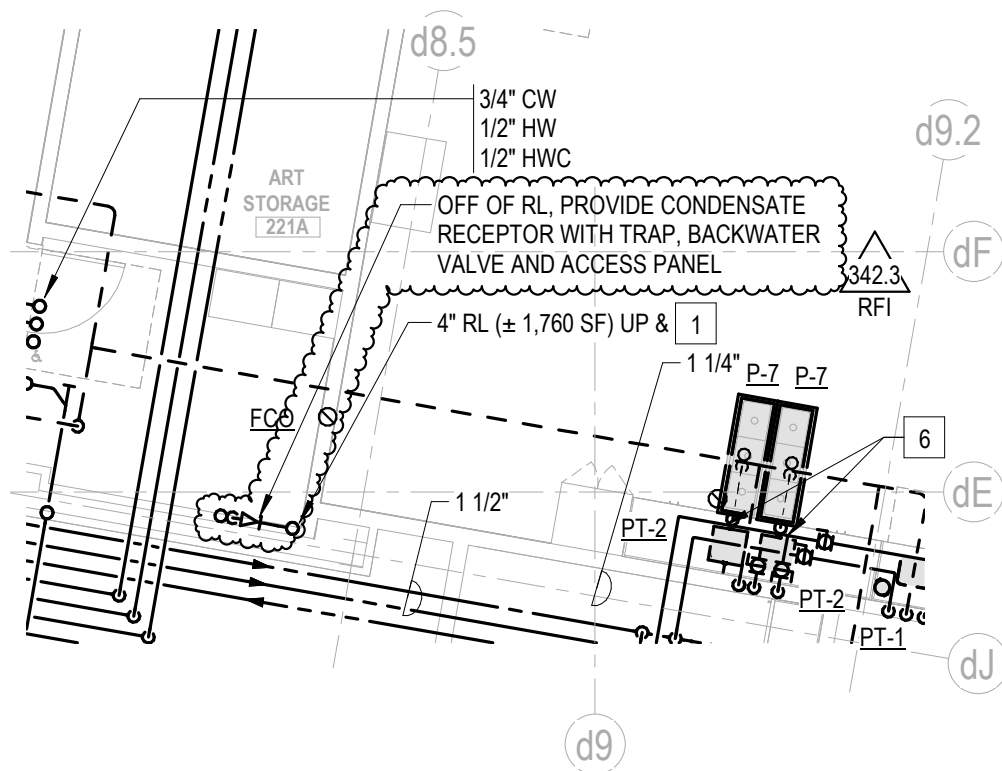 d8.5
3/4" CW
1/2" HW
1/2" HWC
d9.2
ART
STORAGE
221A
OFF OF RL, PROVIDE CONDENSATE
RECEPTOR WITH TRAP, BACKWATER
VALVE AND ACCESS PANEL
dF
342.3
RFI
4" RL (± 1,760 SF) UP & 1
1 1/4"
P-7 P-7
FCO
6
dE
1 1/2"
PT-2
PT-2
PT-1
dJ
d9